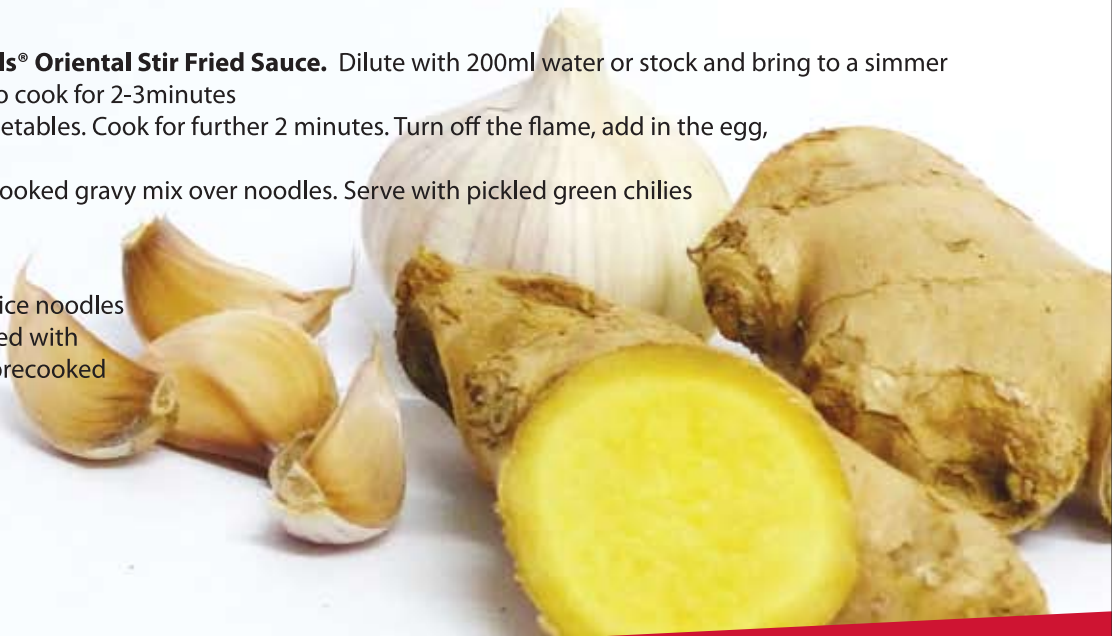 ls® Oriental Stir Fried Sauce. Dilute with 200ml water or stock and bring to a simmer
o cook for 2-3minutes
etables. Cook for further 2 minutes. Turn off the flame, add in the egg,
ooked gravy mix over noodles. Serve with pickled green chilies
ice noodles
ed with
precooked